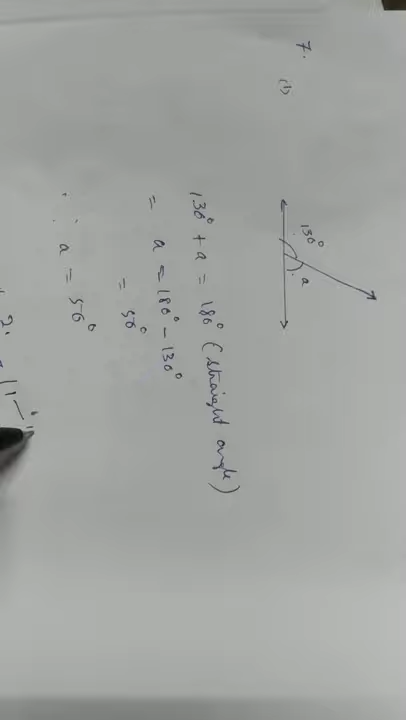 7.
(i)
130°
a
130° + a = 180° (straight angle)
= a = 180° - 130°
= 50°
∴ a = 50°